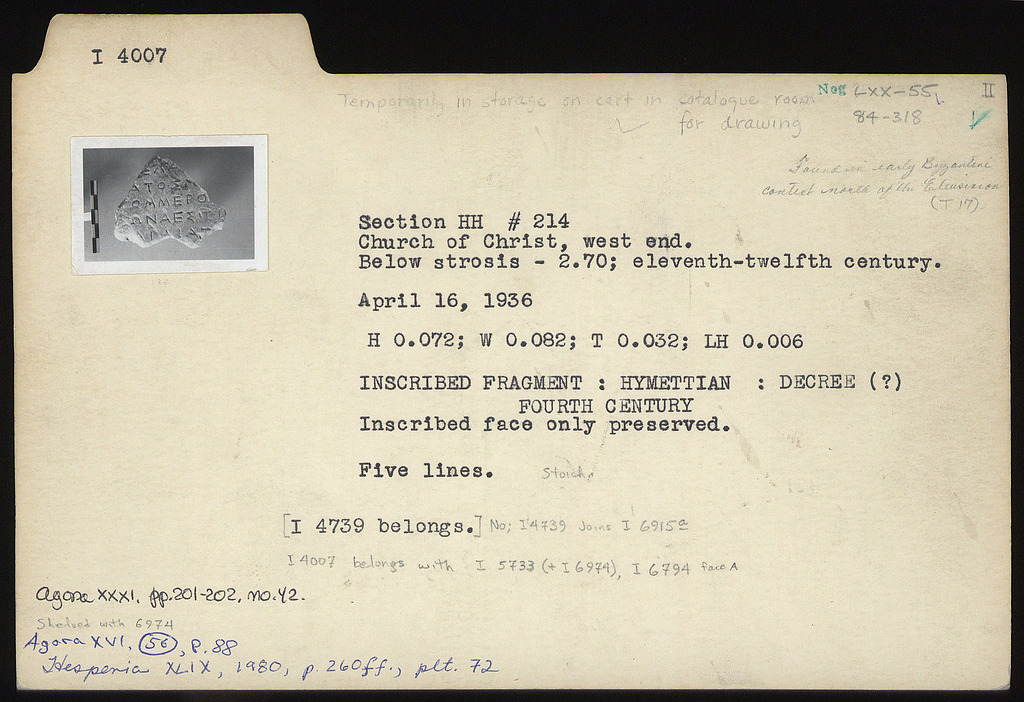 I 4007
II
Temporarily in storage on cart in catalogue room
for drawing
Neg LXX-55,
84-318
Found in early Byzantine
context north of the Eleusinion
(T 17)
Section HH # 214
Church of Christ, west end.
Below strosis - 2.70; eleventh-twelfth century.
April 16, 1936
H 0.072; W 0.082; T 0.032; LH 0.006
INSCRIBED FRAGMENT : HYMETTIAN : DECREE (?)
FOURTH CENTURY
Inscribed face only preserved.
Five lines. Stoich.
[I 4739 belongs.] No; I 4739 Joins I 6915a
I 4007 belongs with I 5733 (+ I 6974), I 6794 face A
Agora XXXI, pp.201-202, no.42.
Shelved with 6974
Agora XVI, 56, p. 88
Hesperia XLIX, 1980, p. 260ff., plt. 72
ΤΟΣ
ΟΜΜΕΡΟ
ΩΝΑΕΣΙΤ